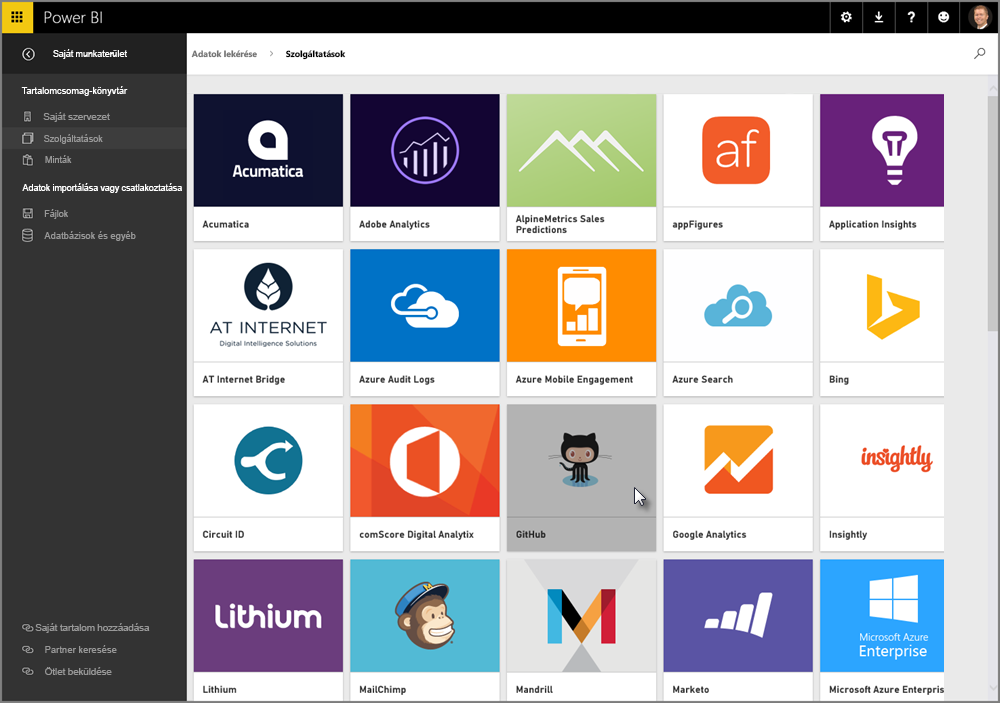 Power BI
?
Saját munkaterület
Adatok lekérése > Szolgáltatások
Tartalomcsomag-könyvtár
Saját szervezet
Szolgáltatások
Minták
Adatok importálása vagy csatlakoztatása
Fájlok
Adatbázisok és egyéb
Saját tartalom hozzáadása
Partner keresése
Ötlet beküldése
Acumatica
af
Acumatica
Adobe Analytics
AlpineMetrics Sales
Predictions
appFigures
Application Insights
AT INTERNET
Digital Intelligence Solutions
AT Internet Bridge
Azure Audit Logs
Azure Mobile Engagement
Azure Search
Bing
insightly
Circuit ID
comScore Digital Analytix
GitHub
Google Analytics
Insightly
Lithium
Microsoft Azure
Enterprise
Lithium
MailChimp
Mandrill
Marketo
Microsoft Azure Enterpris